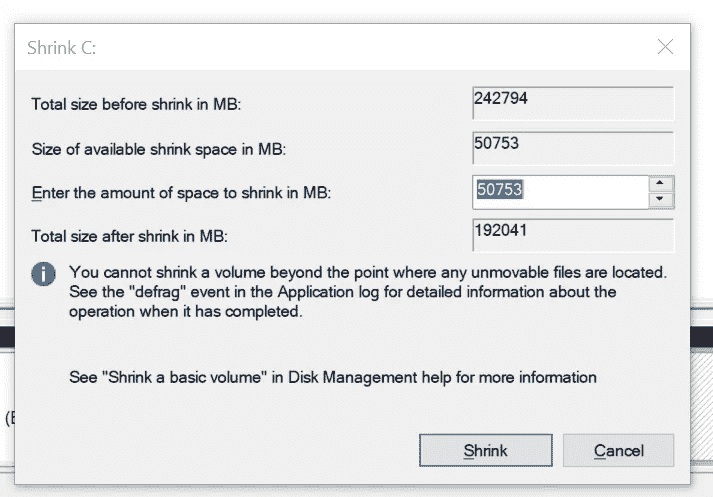 Shrink C:
Total size before shrink in MB: 242794
Size of available shrink space in MB: 50753
Enter the amount of space to shrink in MB: 50753
Total size after shrink in MB: 192041
You cannot shrink a volume beyond the point where any unmovable files are located.
See the "defrag" event in the Application log for detailed information about the
operation when it has completed.
See "Shrink a basic volume" in Disk Management help for more information
Shrink Cancel